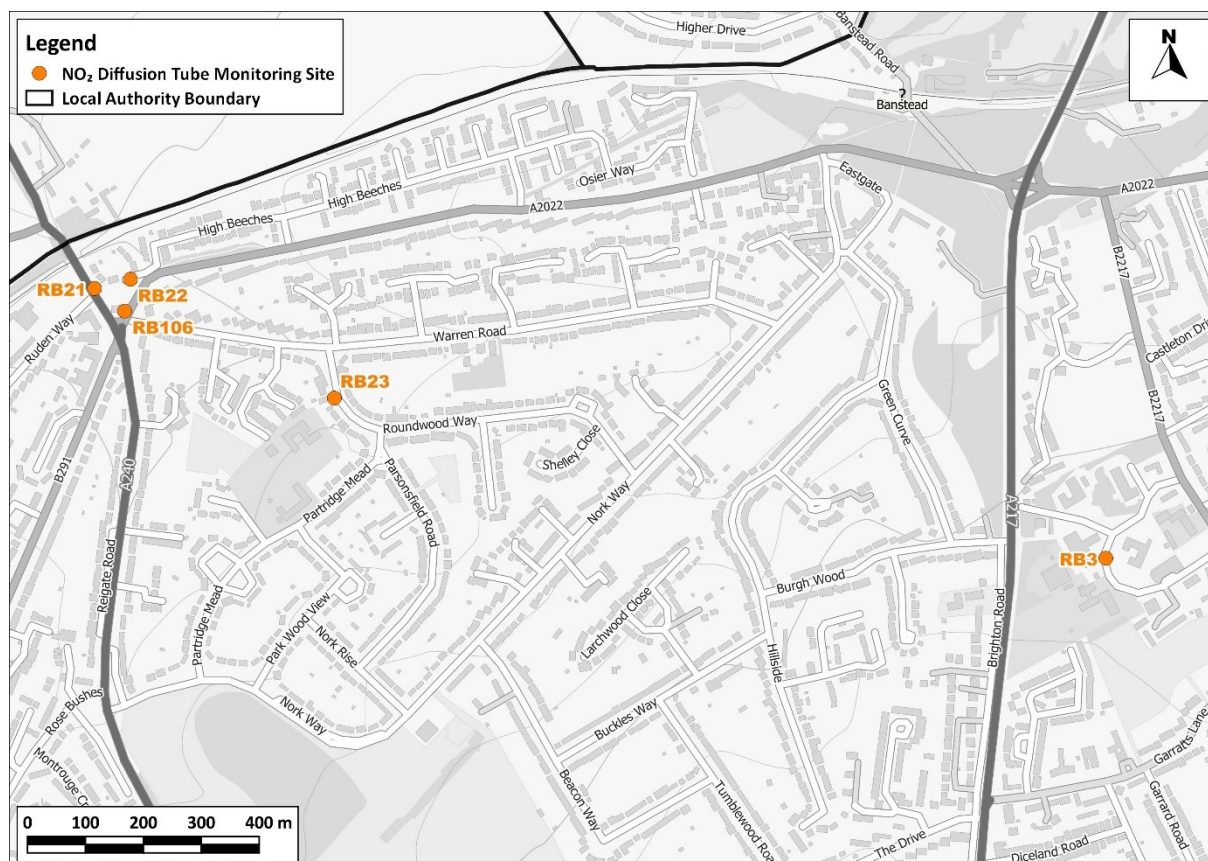 Legend
NO₂ Diffusion Tube Monitoring Site
Local Authority Boundary
N
Higher Drive
Banstead Road
?
Banstead
High Beeches
High Beeches
Osier Way
A2022
Eastgate
A2022
B2217
RB21
RB22
RB106
Ruden Way
Warren Road
RB23
Castleton Driv
B2217
Roundwood Way
Green Curve
Shelley Close
B291
A240
Partridge Mead
Parsonsfield Road
Nork Way
A217
RB3
Reigate Road
Partridge Mead
Park Wood View
Nork Rise
Larchwood Close
Burgh Wood
Brighton Road
Hillside
Rose Bushes
Nork Way
Buckles Way
Montrouge Cr
Beacon Way
Tumblewood Roa
Garratts Lane
Garrard Road
The Drive
Diceland Road
0 100 200 300 400 m